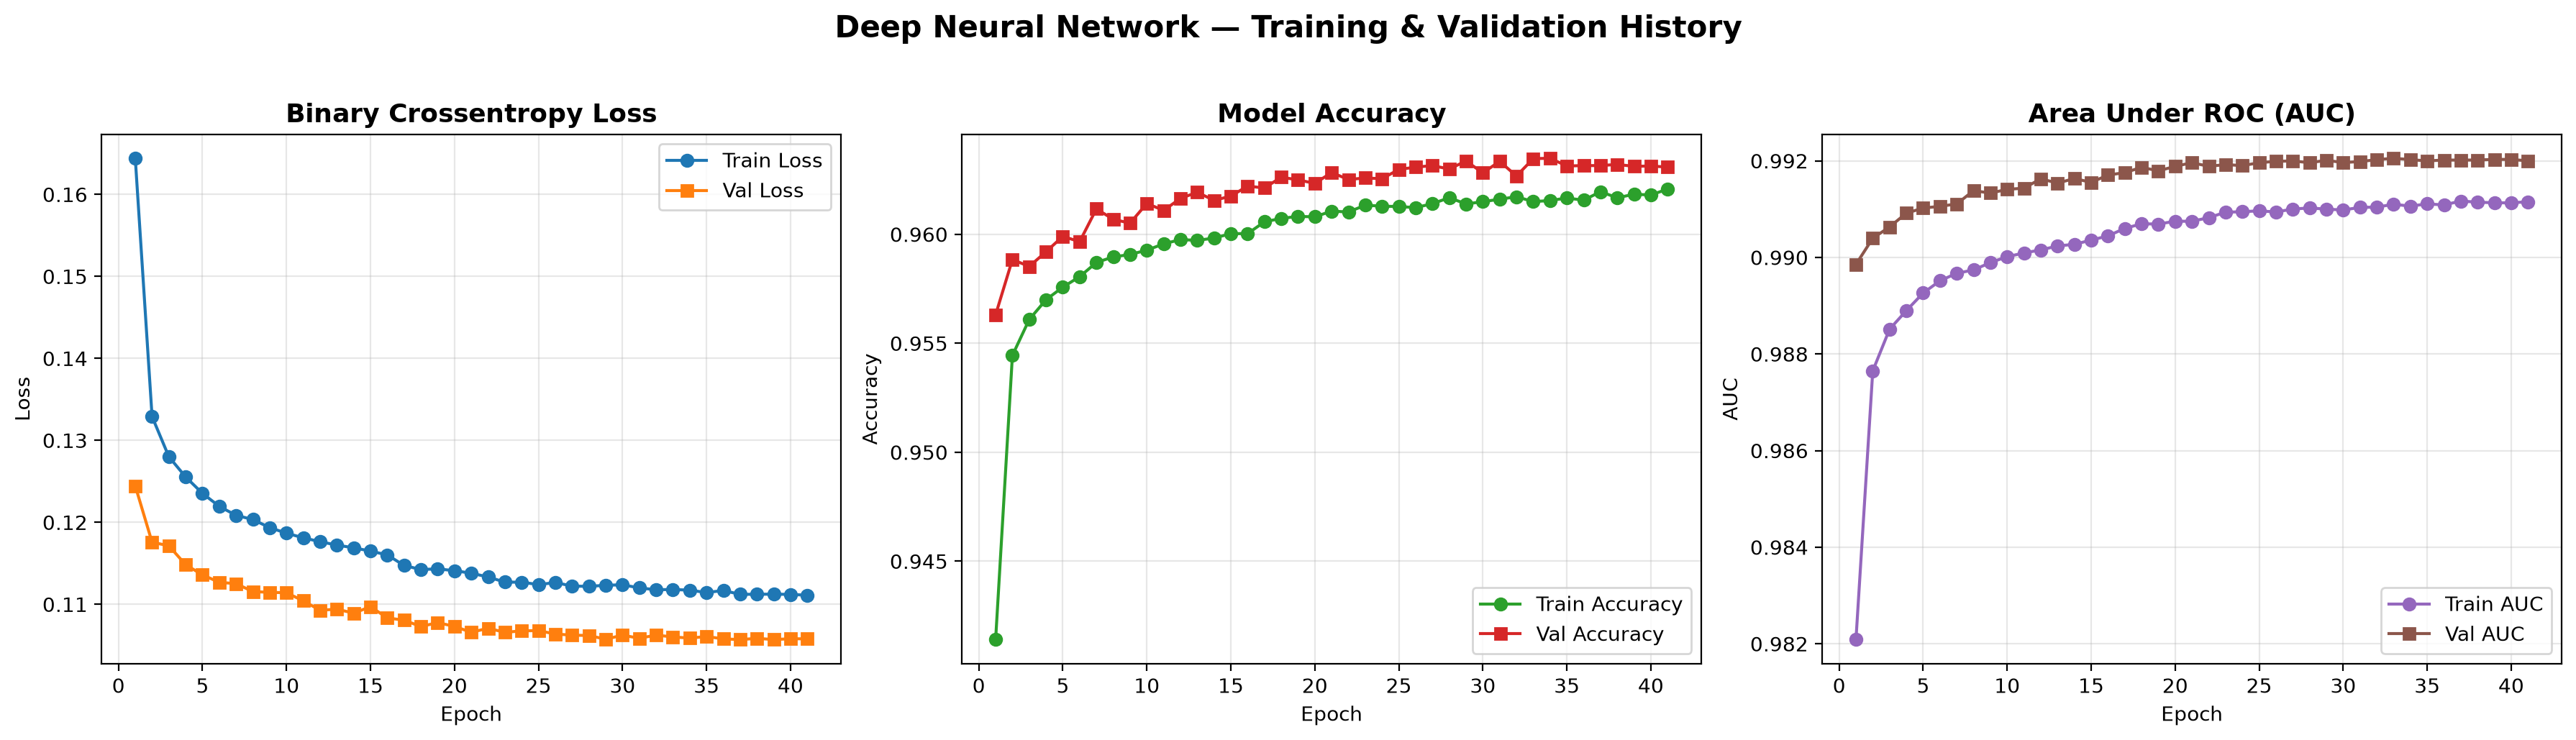 Deep Neural Network — Training & Validation History
Binary Crossentropy Loss
Loss
0.16
0.15
0.14
0.13
0.12
0.11
0 5 10 15 20 25 30 35 40
Epoch
Train Loss
Val Loss
Model Accuracy
Accuracy
0.960
0.955
0.950
0.945
0 5 10 15 20 25 30 35 40
Epoch
Train Accuracy
Val Accuracy
Area Under ROC (AUC)
AUC
0.992
0.990
0.988
0.986
0.984
0.982
0 5 10 15 20 25 30 35 40
Epoch
Train AUC
Val AUC